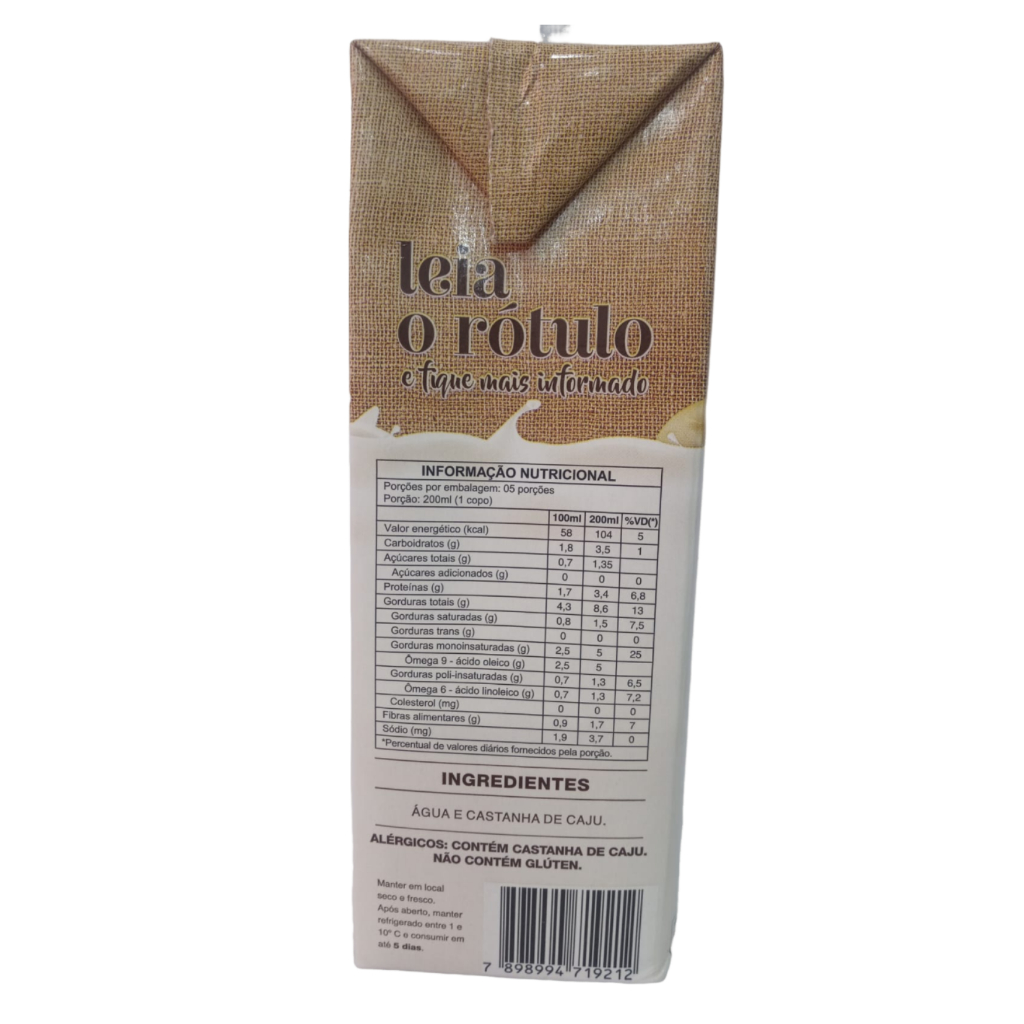 leia
o rótulo
e fique mais informado
INFORMAÇÃO NUTRICIONAL
Porções por embalagem: 05 porções
Porção: 200ml (1 copo)
100ml 200ml %VD(*)
Valor energético (kcal) 58 104 5
Carboidratos (g) 1,8 3,5 1
Açúcares totais (g) 0,7 1,35
Açúcares adicionados (g) 0 0 0
Proteínas (g) 1,7 3,4 6,8
Gorduras totais (g) 4,3 8,6 13
Gorduras saturadas (g) 0,8 1,5 7,5
Gorduras trans (g) 0 0 0
Gorduras monoinsaturadas (g) 2,5 5 25
Ômega 9 - ácido oleico (g) 2,5 5
Gorduras poli-insaturadas (g) 0,7 1,3 6,5
Ômega 6 - ácido linoleico (g) 0,7 1,3 7,2
Colesterol (mg) 0 0 0
Fibras alimentares (g) 0,9 1,7 7
Sódio (mg) 1,9 3,7 0
*Percentual de valores diários fornecidos pela porção.
INGREDIENTES
ÁGUA E CASTANHA DE CAJU.
ALÉRGICOS: CONTÉM CASTANHA DE CAJU.
NÃO CONTÉM GLÚTEN.
Manter em local
seco e fresco.
Após aberto, manter
refrigerado entre 1 e
10º C e consumir em
até 5 dias.
7 898994 719212